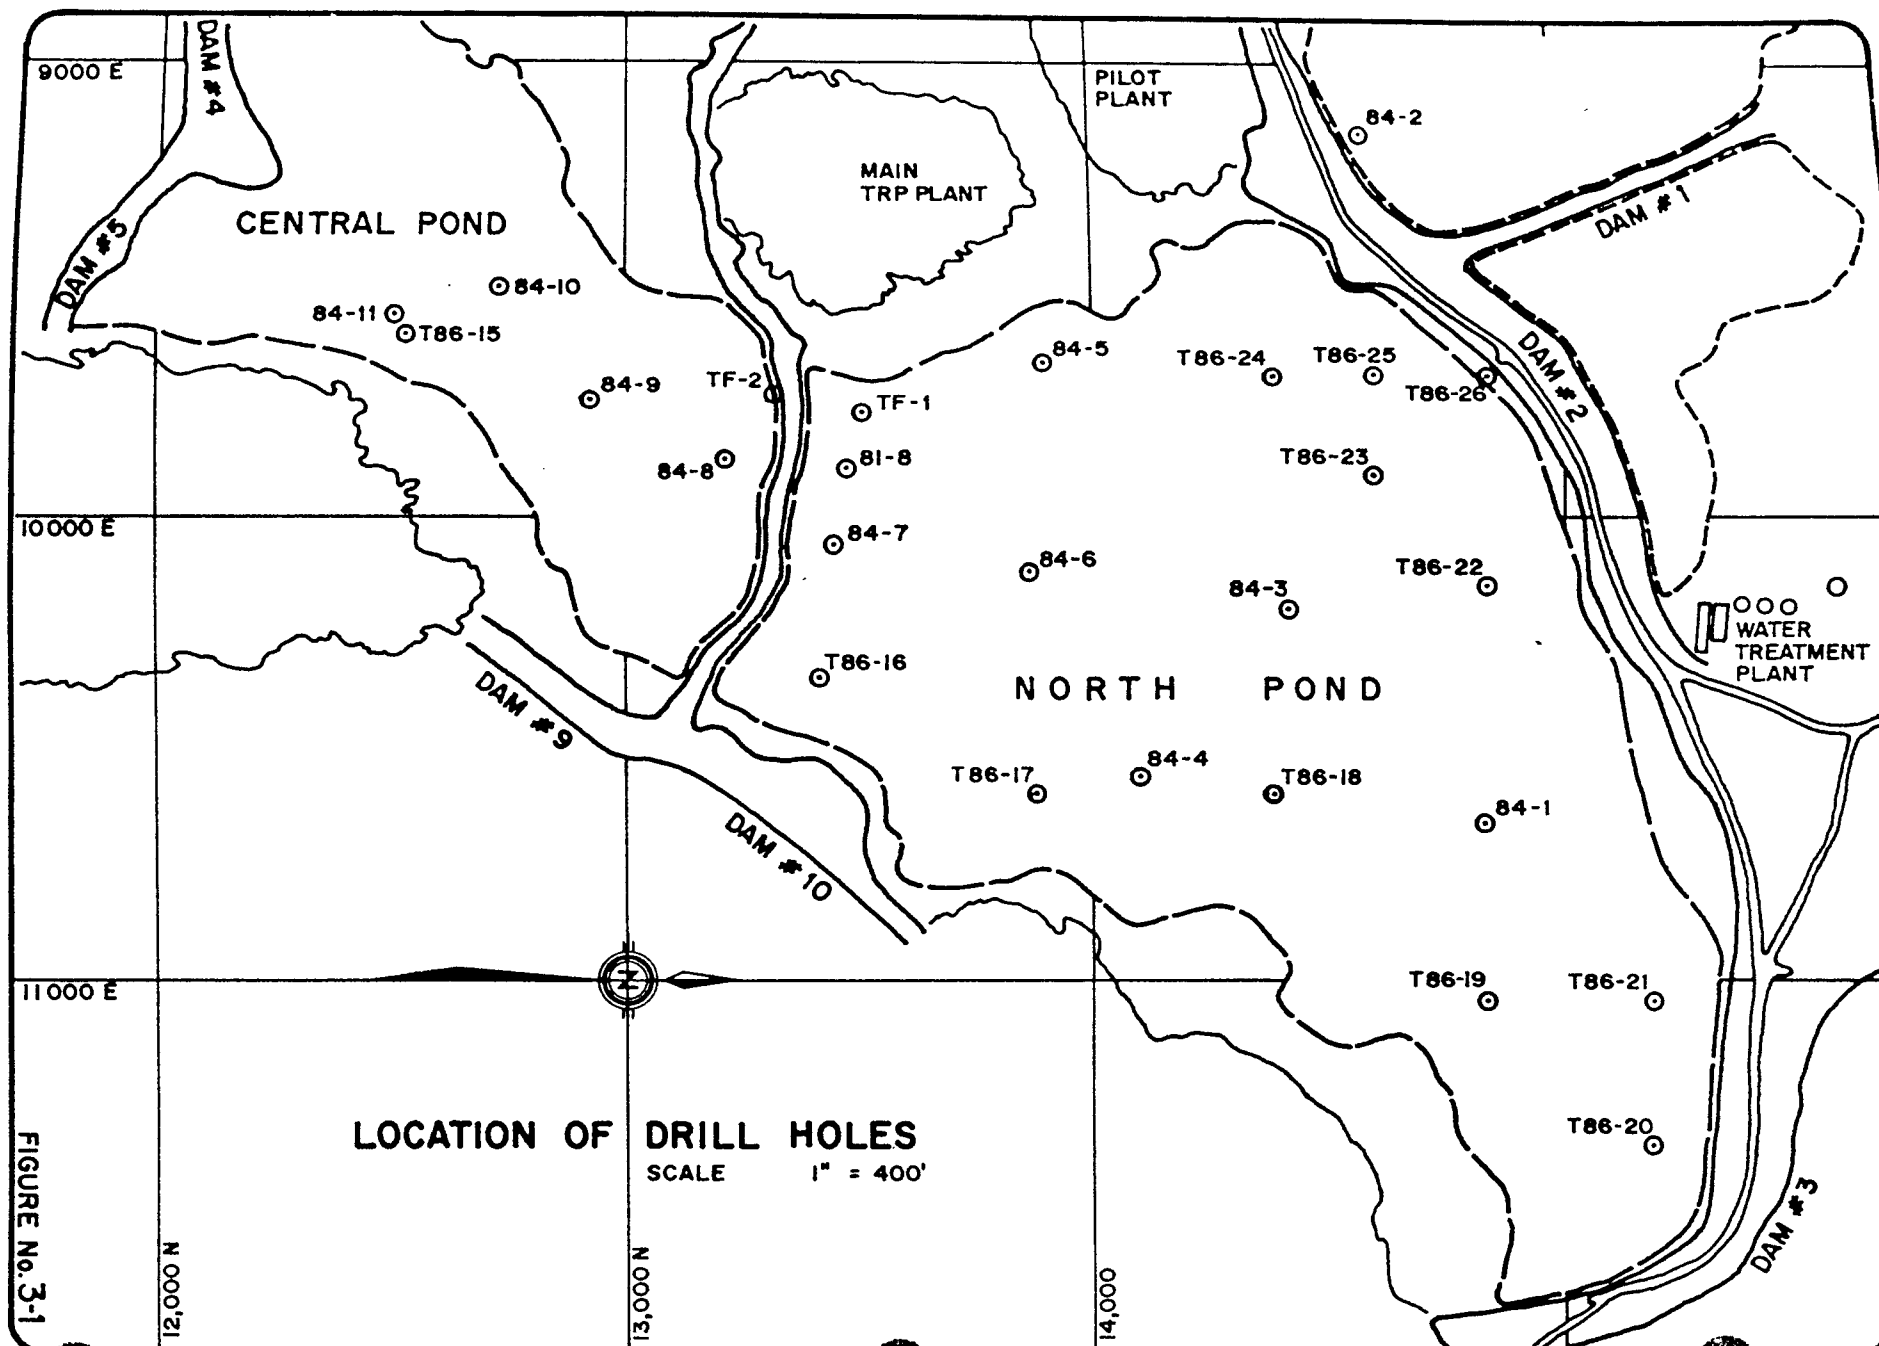 DAM #4
9000 E
PILOT
PLANT
84-2
MAIN
TRP PLANT
DAM #1
CENTRAL POND
DAM #5
84-10
84-11
T86-15
84-5
T86-24
T86-25
DAM #2
84-9
TF-2
TF-1
T86-26
84-8
81-8
T86-23
10000 E
84-7
84-6
84-3
T86-22
WATER
TREATMENT
PLANT
T86-16
DAM #9
NORTH POND
T86-17
84-4
T86-18
84-1
DAM #10
N
11000 E
T86-19
T86-21
T86-20
LOCATION OF DRILL HOLES
SCALE 1" = 400'
DAM #3
FIGURE No. 3-1
12,000 N
13,000 N
14,000